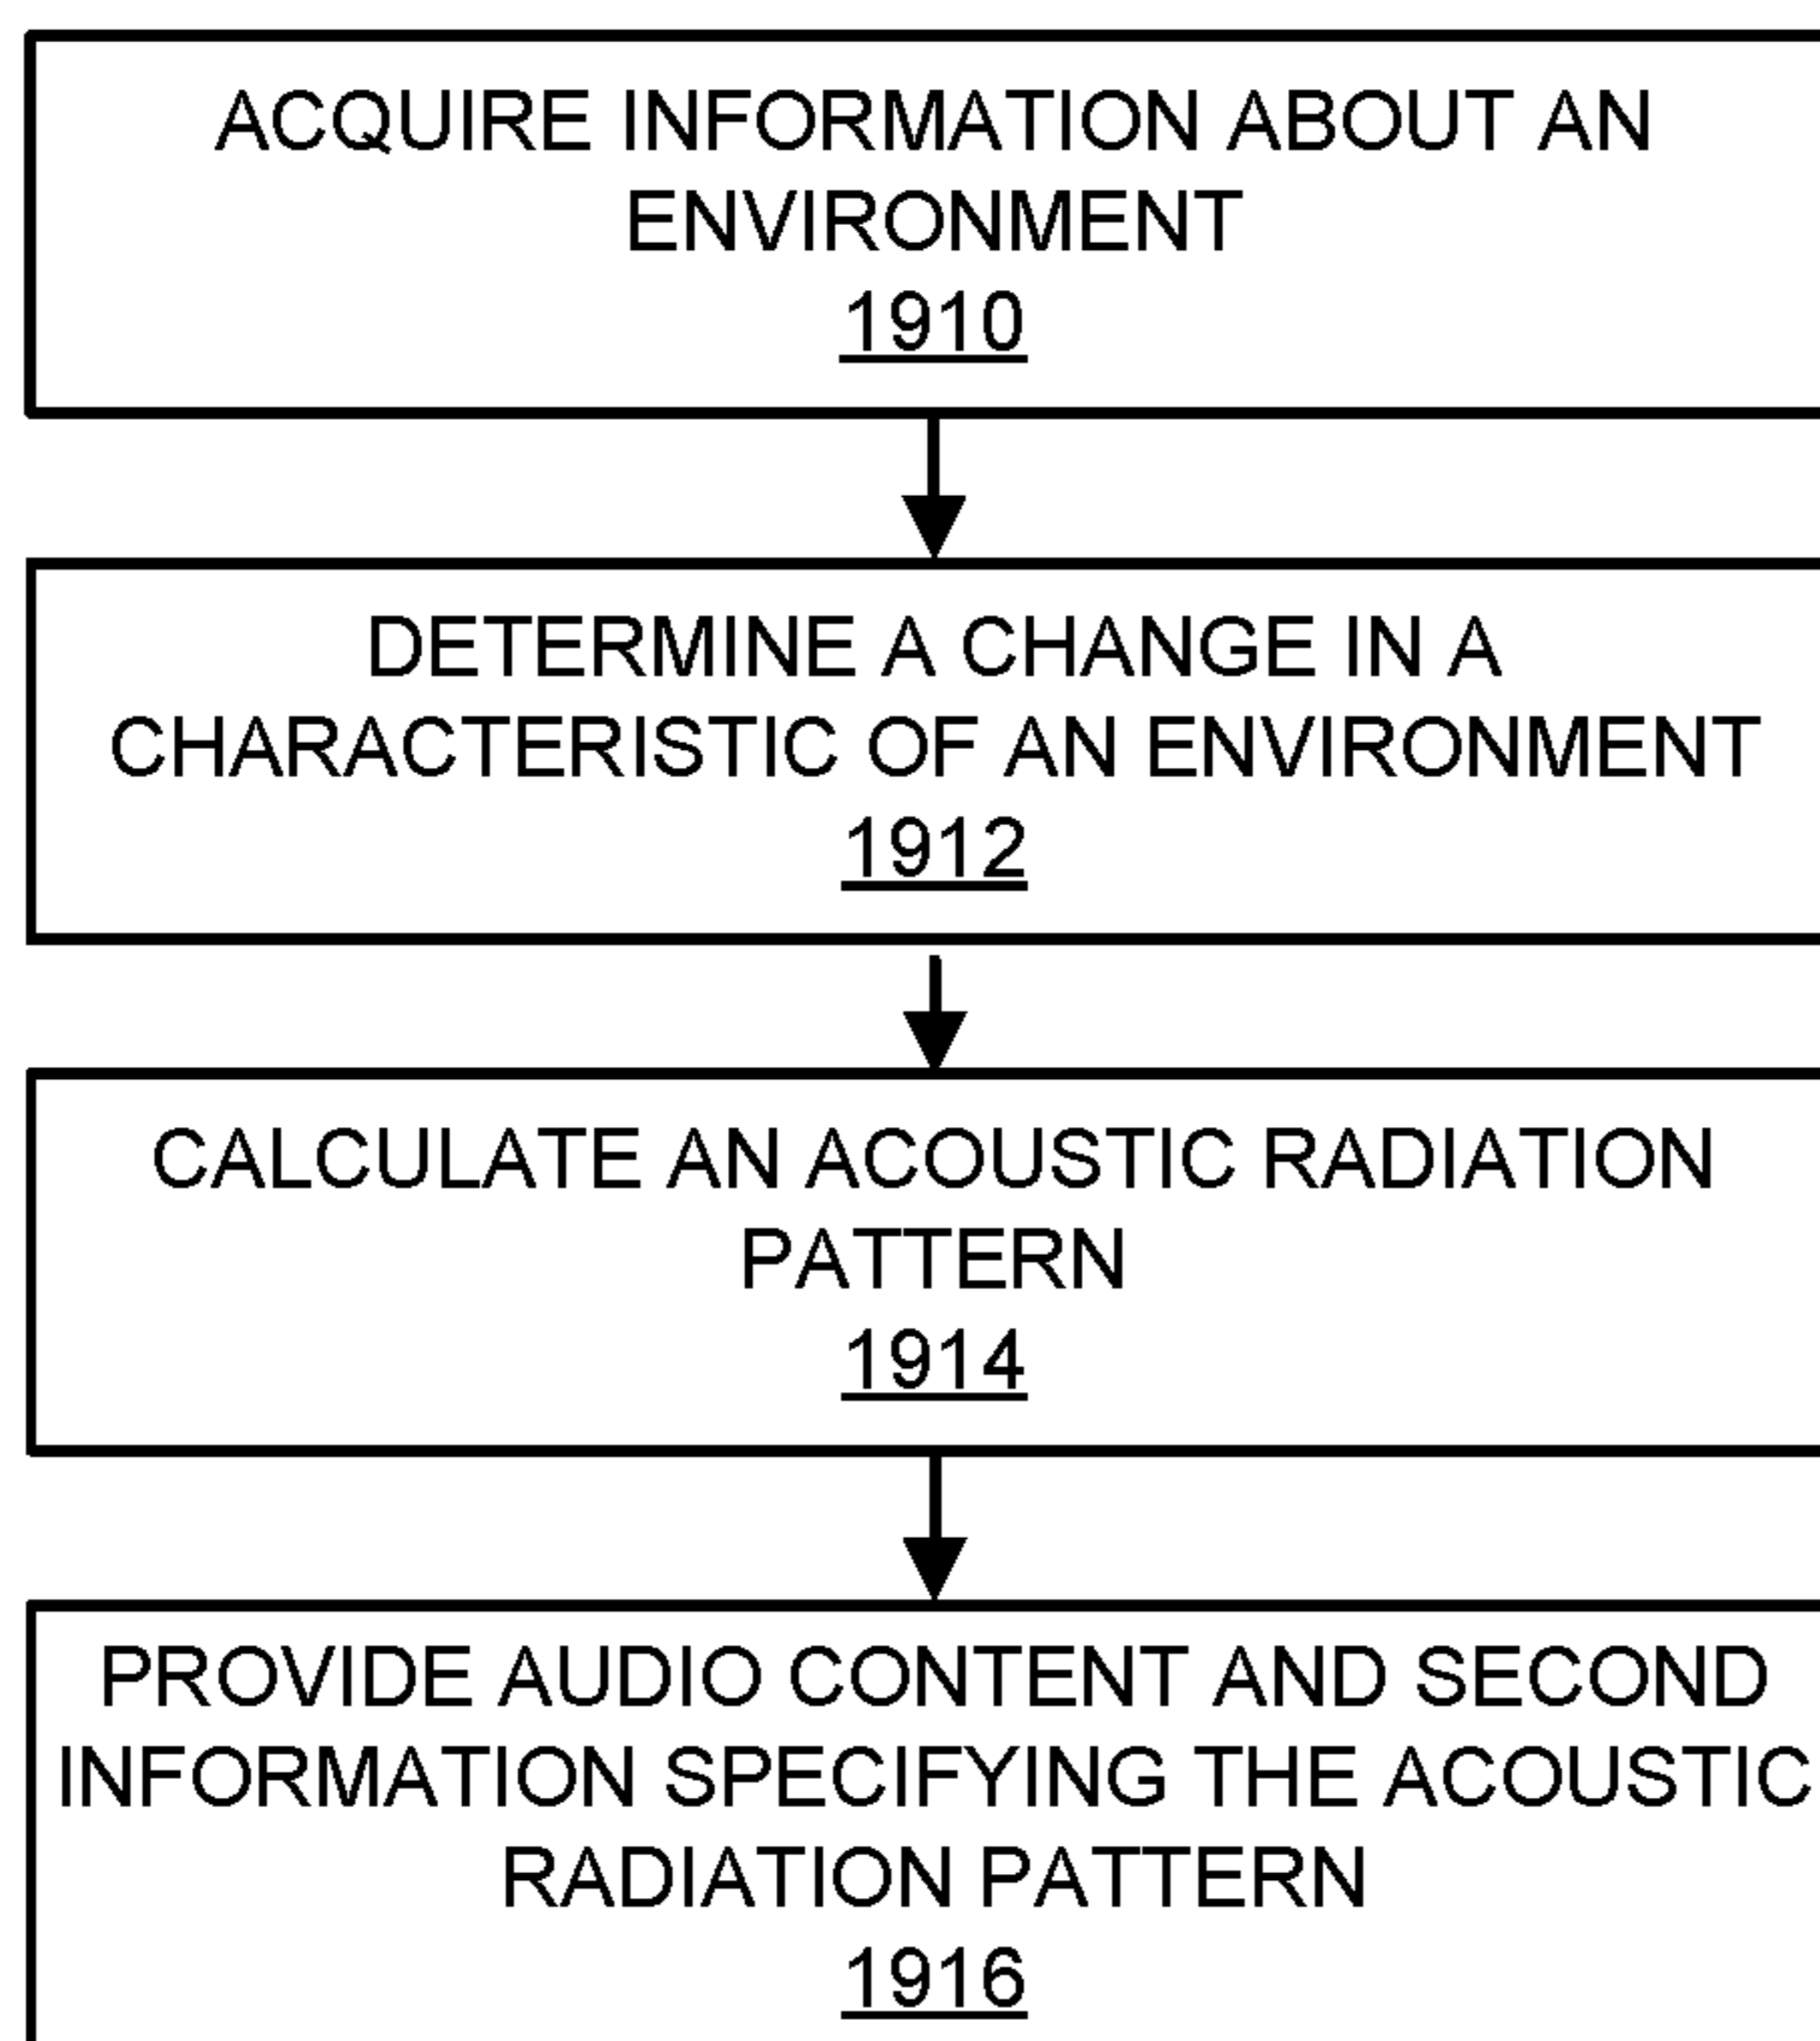 ACQUIRE INFORMATION ABOUT AN
ENVIRONMENT
1910
DETERMINE A CHANGE IN A
CHARACTERISTIC OF AN ENVIRONMENT
1912
CALCULATE AN ACOUSTIC RADIATION
PATTERN
1914
PROVIDE AUDIO CONTENT AND SECOND
INFORMATION SPECIFYING THE ACOUSTIC
RADIATION PATTERN
1916